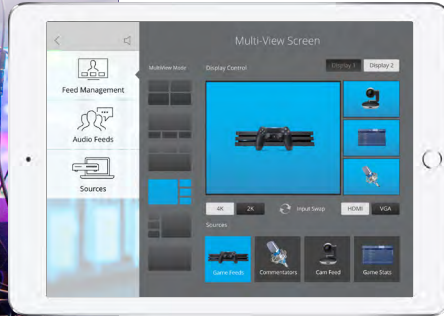 Multi-View Screen
Feed Management
Audio Feeds
Sources
MultiView Mode
Display Control
Display 1
Display 2
4K
2K
Input Swap
HDMI
VGA
Sources
Game Feeds
Commentators
Cam Feed
Game Stats